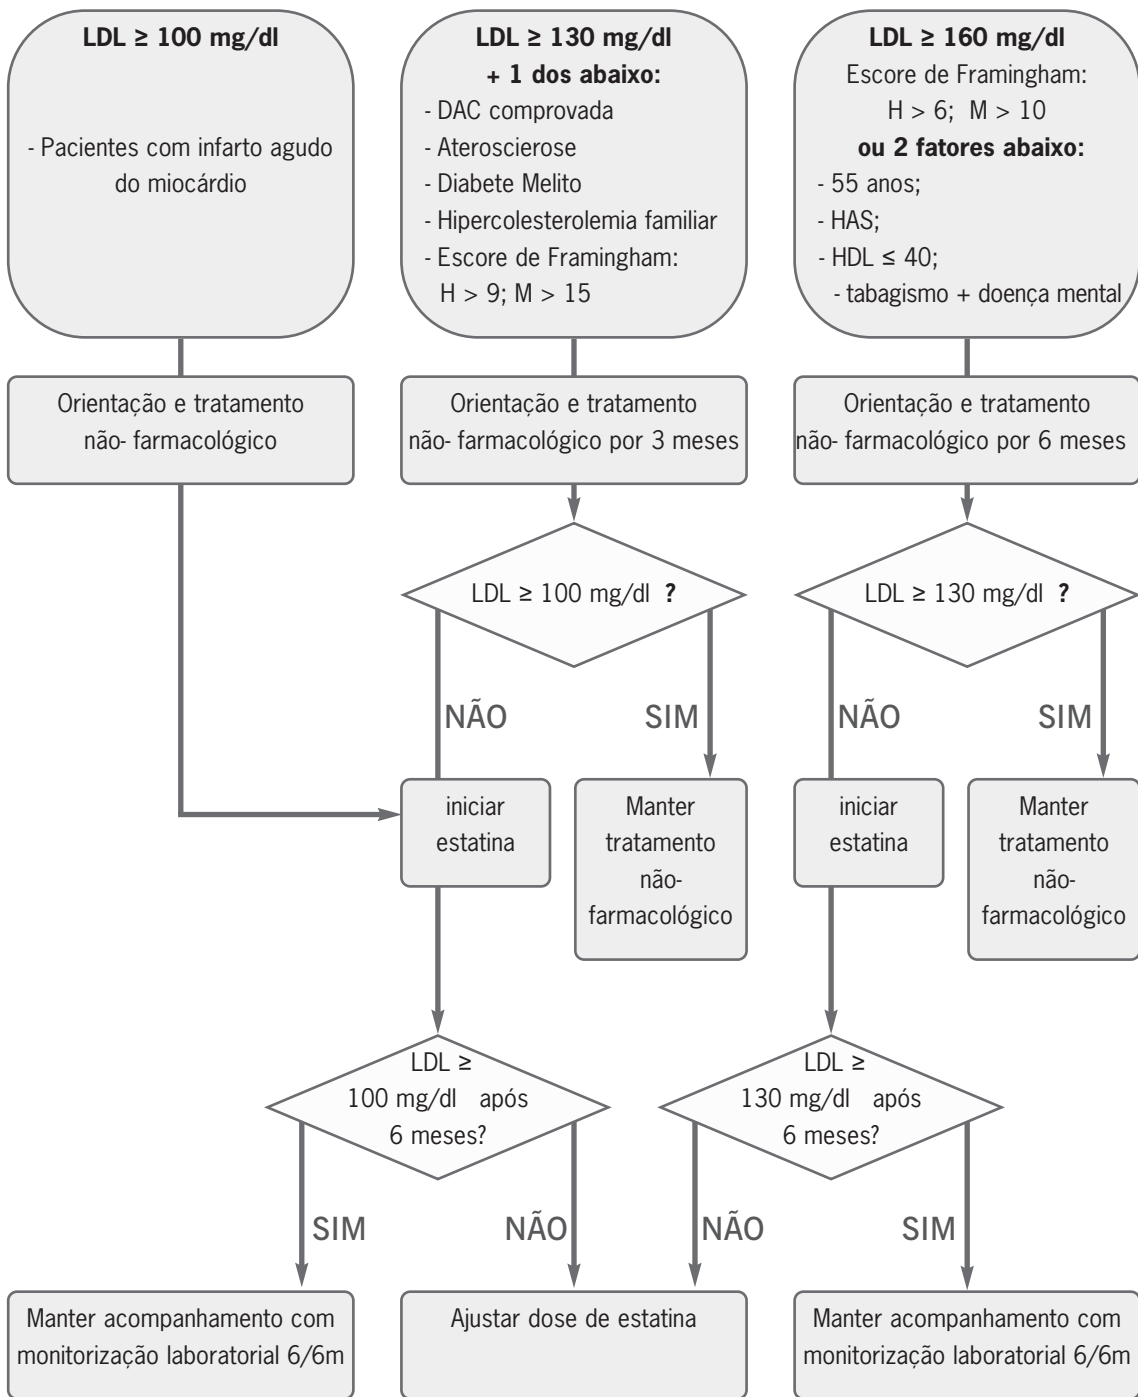 LDL ≥ 100 mg/dl
- Pacientes com infarto agudo
do miocárdio
LDL ≥ 130 mg/dl
+ 1 dos abaixo:
- DAC comprovada
- Ateroscierose
- Diabete Melito
- Hipercolesterolemia familiar
- Escore de Framingham:
H > 9; M > 15
LDL ≥ 160 mg/dl
Escore de Framingham:
H > 6; M > 10
ou 2 fatores abaixo:
- 55 anos;
- HAS;
- HDL ≤ 40;
- tabagismo + doença mental
Orientação e tratamento
não- farmacológico
Orientação e tratamento
não- farmacológico por 3 meses
Orientação e tratamento
não- farmacológico por 6 meses
LDL ≥ 100 mg/dl ?
LDL ≥ 130 mg/dl ?
NÃO
SIM
NÃO
SIM
iniciar
estatina
Manter
tratamento
não-
farmacológico
iniciar
estatina
Manter
tratamento
não-
farmacológico
LDL ≥
100 mg/dl após
6 meses?
LDL ≥
130 mg/dl após
6 meses?
SIM
NÃO
NÃO
SIM
Manter acompanhamento com
monitorização laboratorial 6/6m
Ajustar dose de estatina
Manter acompanhamento com
monitorização laboratorial 6/6m